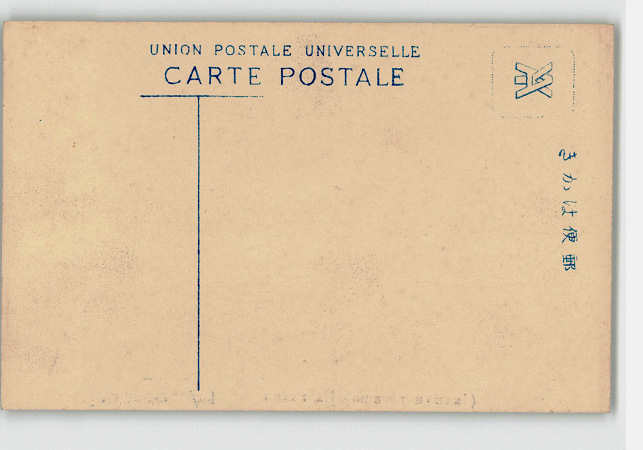 UNION POSTALE UNIVERSELLE
CARTE POSTALE
きかは便郵